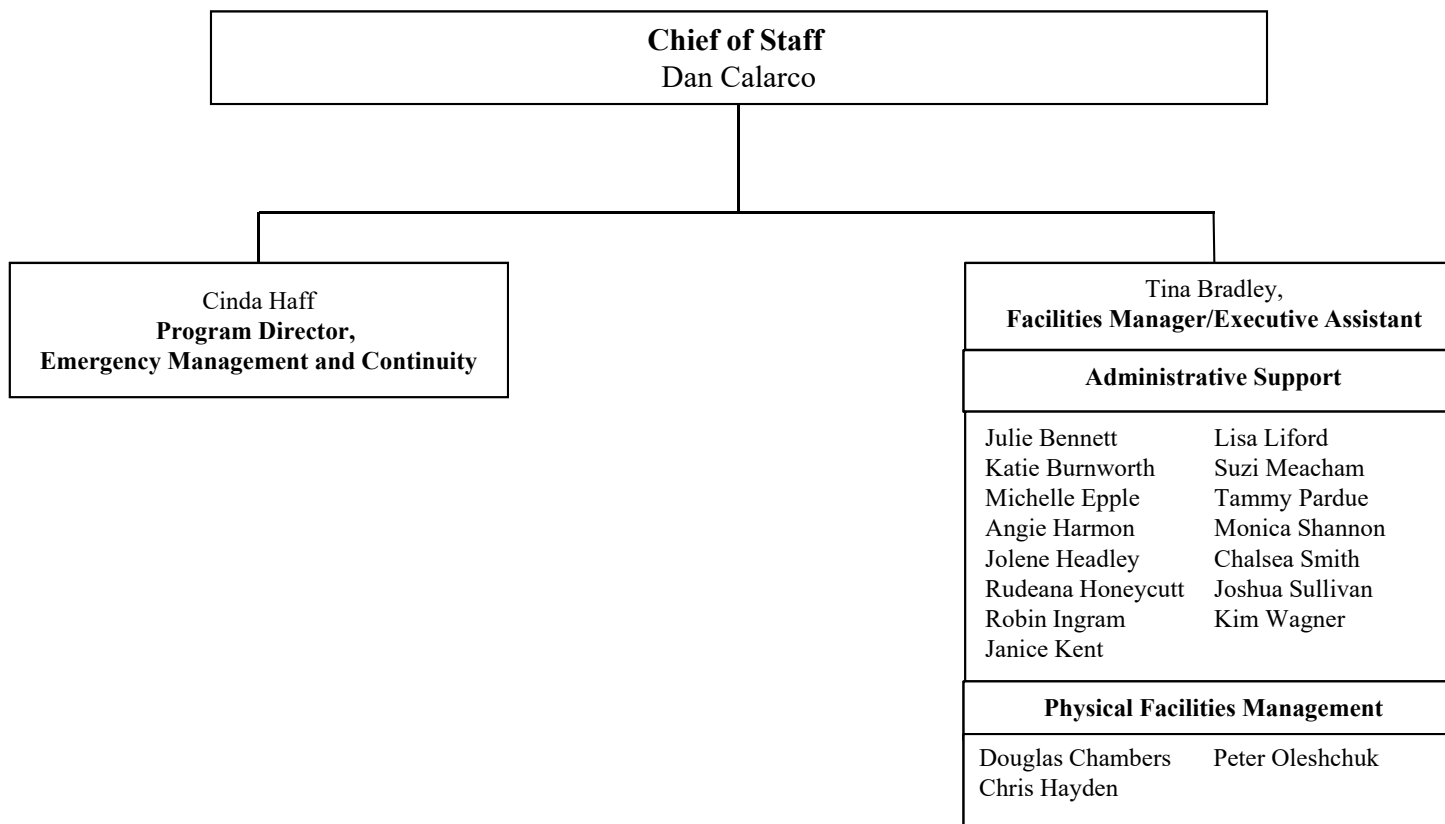 Chief of Staff
Dan Calarco
Cinda Haff
Program Director,
Emergency Management and Continuity
Tina Bradley,
Facilities Manager/Executive Assistant
Administrative Support
Julie Bennett Lisa Liford
Katie Burnworth Suzi Meacham
Michelle Epple Tammy Pardue
Angie Harmon Monica Shannon
Jolene Headley Chalsea Smith
Rudeana Honeycutt Joshua Sullivan
Robin Ingram Kim Wagner
Janice Kent
Physical Facilities Management
Douglas Chambers Peter Oleshchuk
Chris Hayden